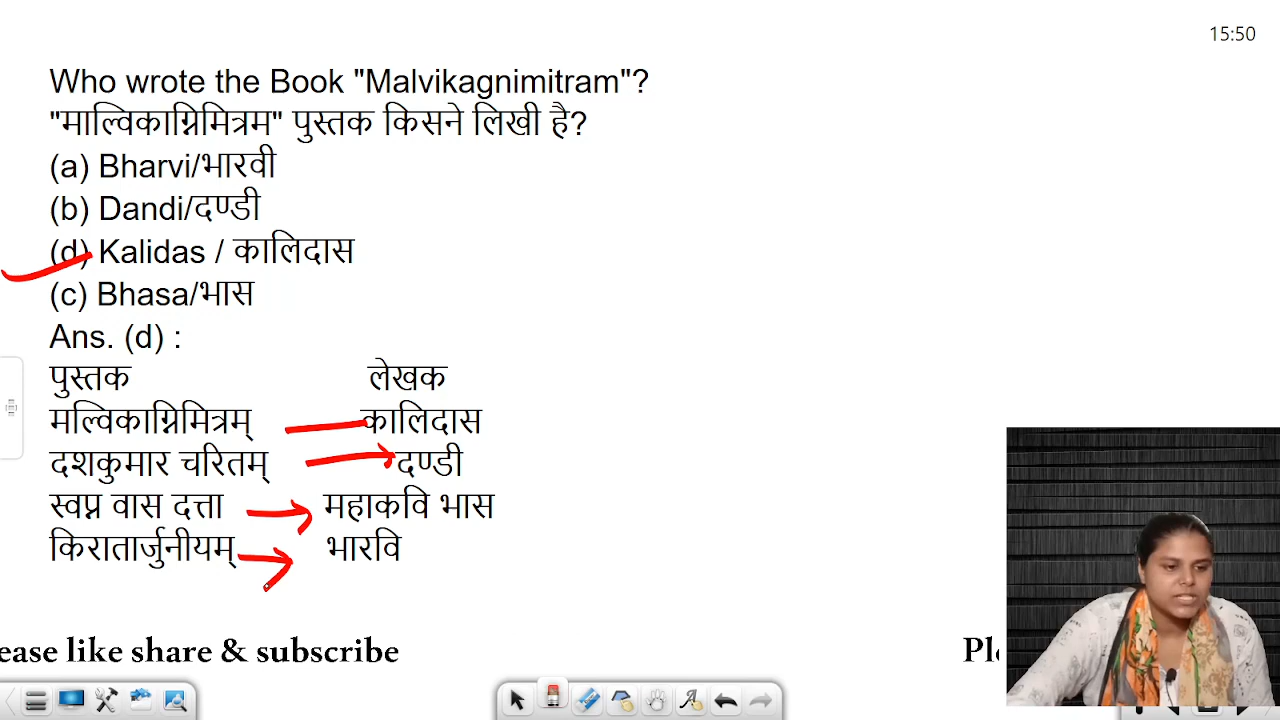 15:50
Who wrote the Book "Malvikagnimitram"?
"माल्विकाग्निमित्रम" पुस्तक किसने लिखी है?
(a) Bharvi/भारवी
(b) Dandi/दण्डी
(d) Kalidas / कालिदास
(c) Bhasa/भास
Ans. (d) :
पुस्तक लेखक
मल्विकाग्निमित्रम् कालिदास
दशकुमार चरितम् दण्डी
स्वप्न वास दत्ता महाकवि भास
किरातार्जुनीयम् भारवि
ease like share & subscribe